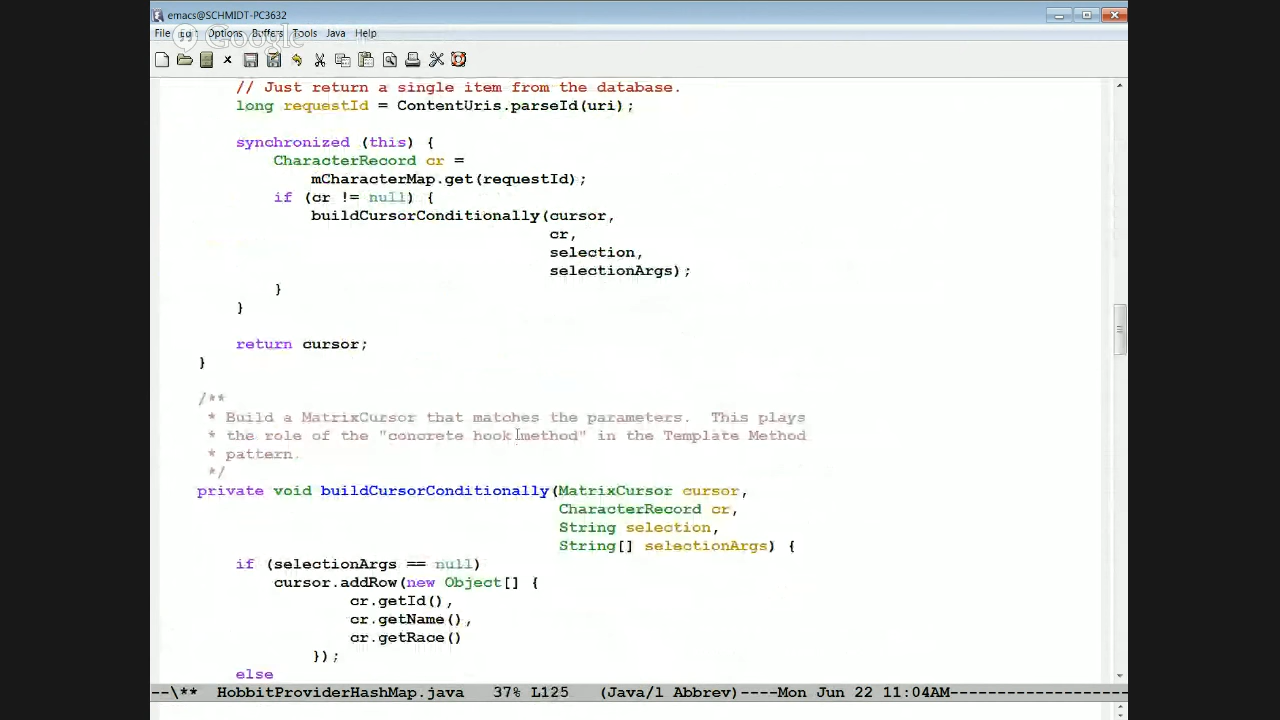 emacs@SCHMIDT-PC3632
File Edit Options Buffers Tools Java Help
Google
// Just return a single item from the database.
long requestId = ContentUris.parseId(uri);
synchronized (this) {
CharacterRecord cr =
mCharacterMap.get(requestId);
if (cr != null) {
buildCursorConditionally(cursor,
cr,
selection,
selectionArgs);
}
}
return cursor;
}
/**
* Build a MatrixCursor that matches the parameters.  This plays
* the role of the "concrete hook method" in the Template Method
* pattern.
*/
private void buildCursorConditionally(MatrixCursor cursor,
CharacterRecord cr,
String selection,
String[] selectionArgs) {
if (selectionArgs == null)
cursor.addRow(new Object[] {
cr.getId(),
cr.getName(),
cr.getRace()
});
else
--\**  HobbitProviderHashMap.java   37% L125   (Java/l Abbrev)----Mon Jun 22 11:04AM-------------------